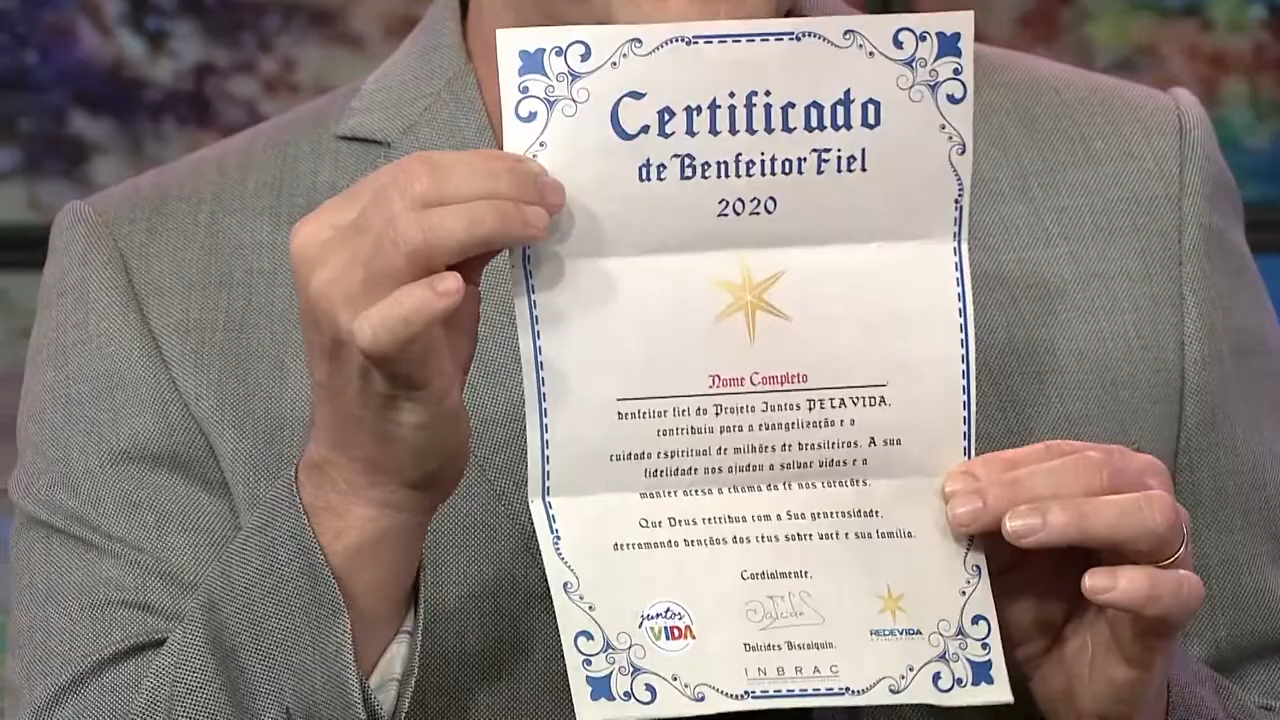 Certificado
de Benfeitor Fiel
2020
Nome Completo
benfeitor fiel do Projeto Juntos PELA VIDA,
contribuiu para a evangelização e o
cuidado espiritual de milhões de brasileiros. A sua
fidelidade nos ajudou a salvar vidas e a
manter acesa a chama da fé nos corações.
Que Deus retribua com a Sua generosidade,
derramando bençãos dos céus sobre você e sua família.
Cordialmente,
juntos
VIDA
Dalcides Biscalquin.
REDEVIDA
INBRAC